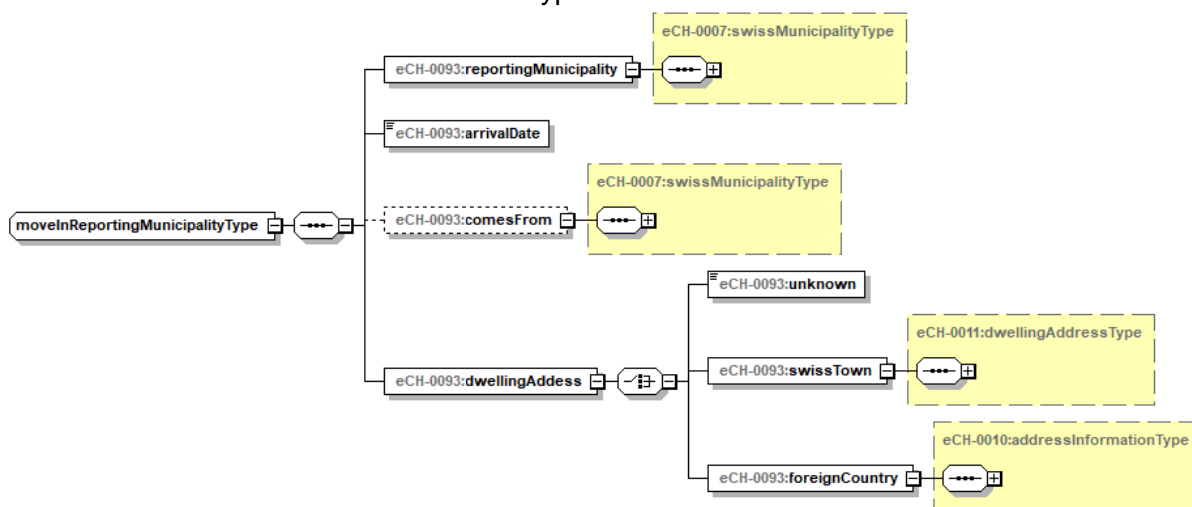 yp
eCH-0007:swissMunicipalityType
eCH-0093:reportingMunicipality
eCH-0093:arrivalDate
eCH-0007:swissMunicipalityType
eCH-0093:comesFrom
moveInReportingMunicipalityType
eCH-0093:unknown
eCH-0011:dwellingAddressType
eCH-0093:swissTown
eCH-0093:dwellingAddess
eCH-0010:addressInformationType
eCH-0093:foreignCountry